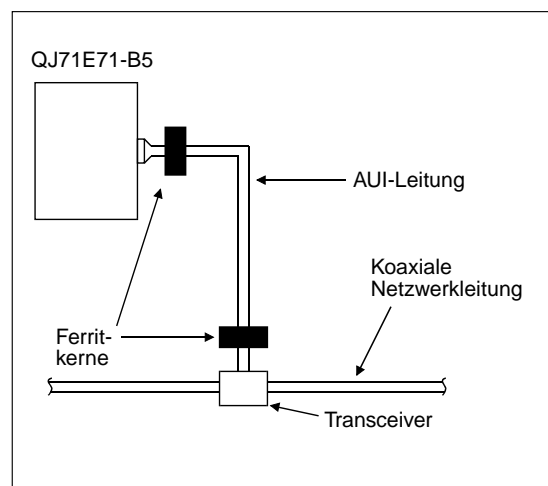 QJ71E71-B5
AUI-Leitung
Koaxiale
Netzwerkleitung
Ferrit-
kerne
Transceiver